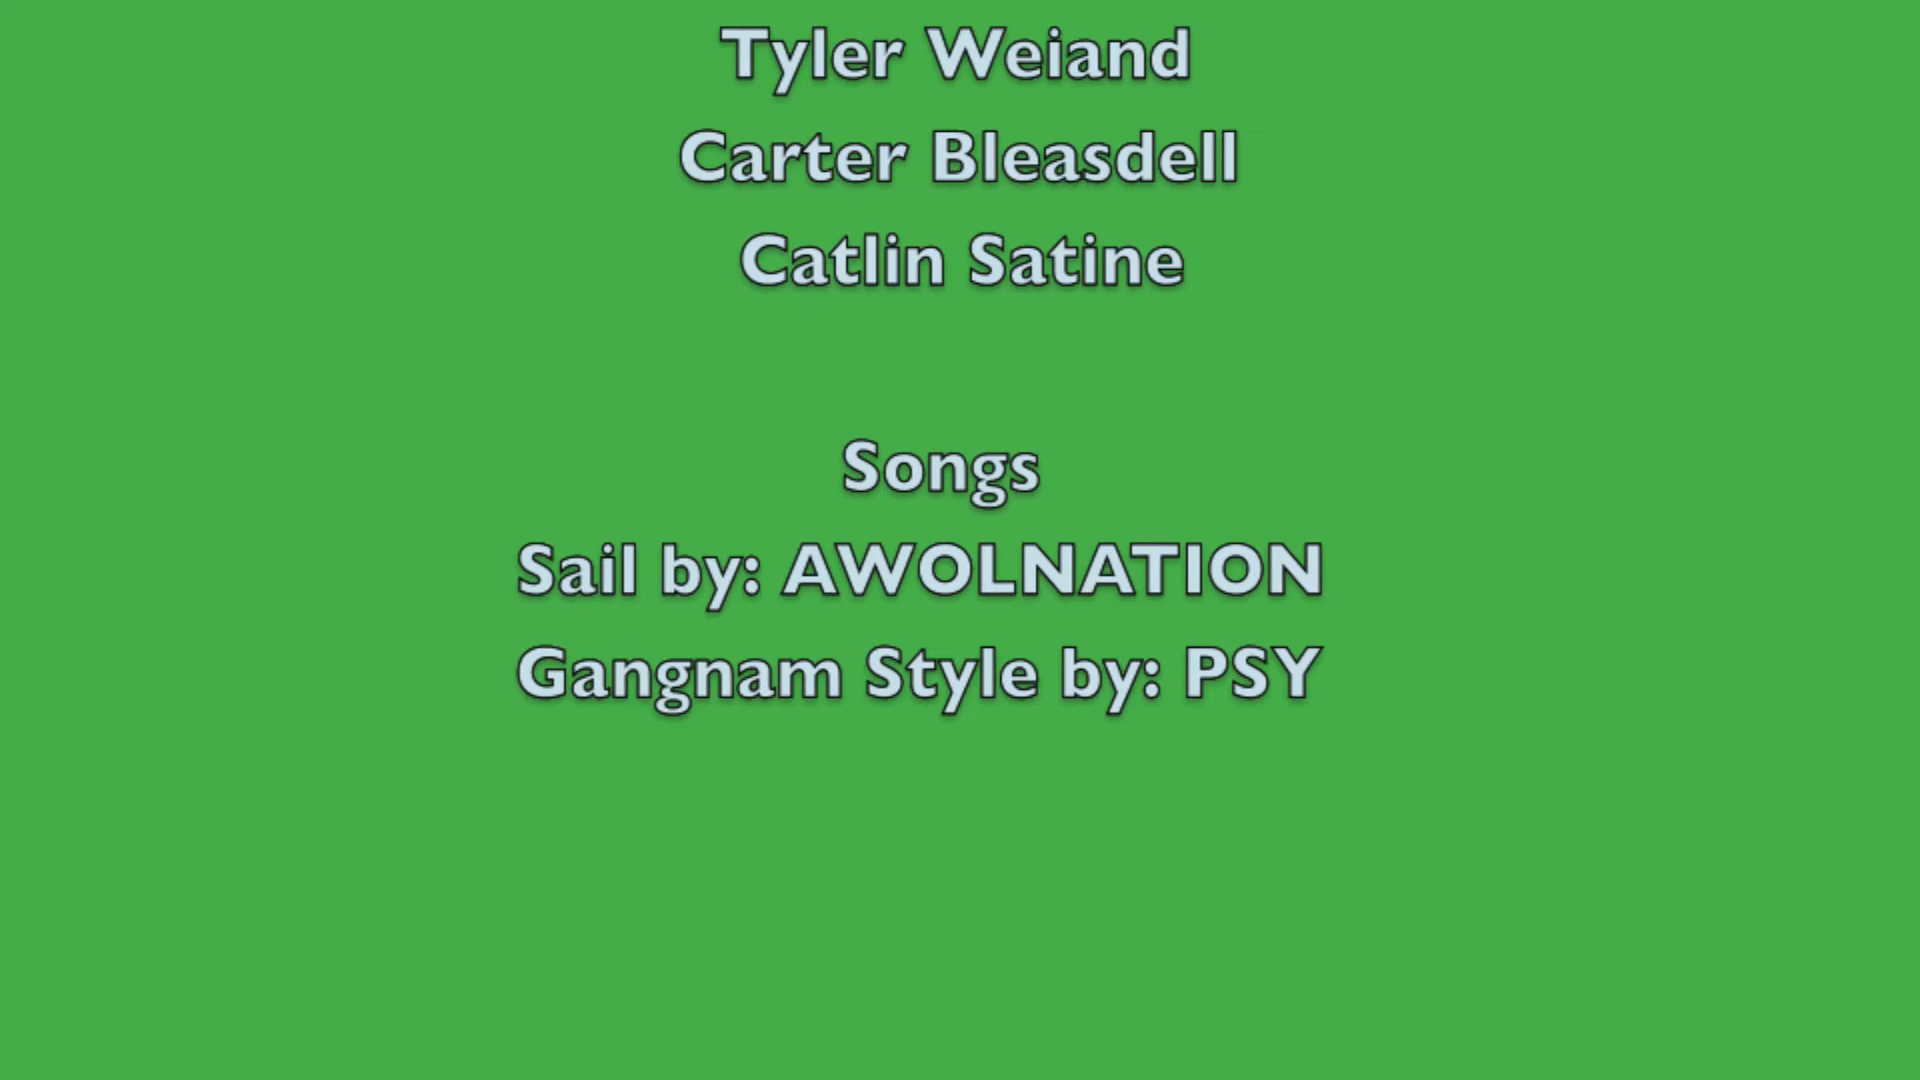 Tyler Weiand
Carter Bleasdell
Catlin Satine
Songs
Sail by: AWOLNATION
Gangnam Style by: PSY